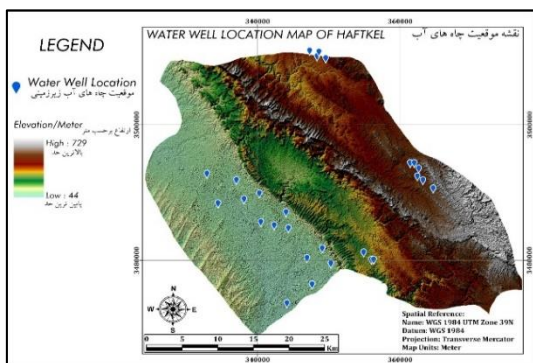 LEGEND
Water Well Location
موقعیت چاه های آب زیرزمینی
Elevation/Meter
ارتفاع برحسب متر
High : 729
بالاترین حد
Low : 44
پایین ترین حد
WATER WELL LOCATION MAP OF HAFTKEL
نقشه موقعیت چاه های آب
340000
360000
3500000
3500000
3480000
3480000
N
W
E
S
0 5 10 15 20 25
Km
340000
360000
Spatial Reference:
Name: WGS 1984 UTM Zone 39N
Datum: WGS 1984
Projection: Transverse Mercator
Map Units: Meter